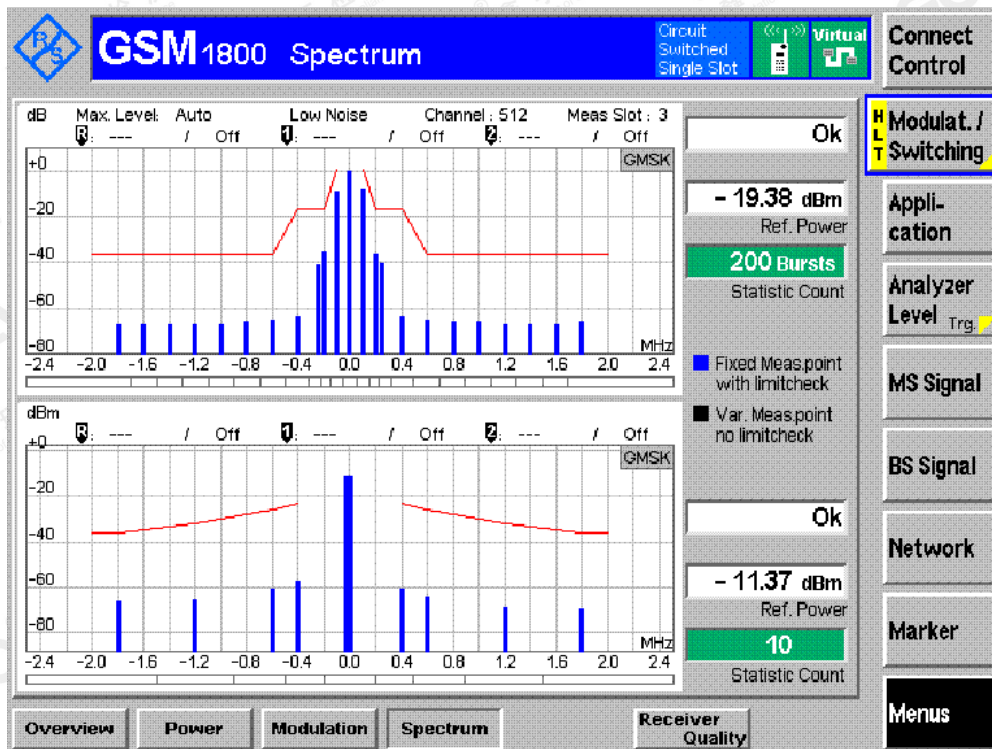 R&S
GSM 1800 Spectrum
Circuit Switched Single Slot
Virtual
Connect Control
HLT
Modulat. / Switching
Appli- cation
Analyzer Level Trg.
MS Signal
BS Signal
Network
Marker
Menus
dB Max. Level: Auto Low Noise Channel : 512 Meas Slot : 3
R : --- / Off 1 : --- / Off 2 : --- / Off
GMSK
+0
-20
-40
-60
-80
MHz
-2.4 -2.0 -1.6 -1.2 -0.8 -0.4 0.0 0.4 0.8 1.2 1.6 2.0 2.4
Ok
- 19.38 dBm
Ref. Power
200 Bursts
Statistic Count
Fixed Meas.point
with limitcheck
Var. Meas.point
no limitcheck
dBm
R : --- / Off 1 : --- / Off 2 : --- / Off
GMSK
+0
-20
-40
-60
-80
MHz
-2.4 -2.0 -1.6 -1.2 -0.8 -0.4 0.0 0.4 0.8 1.2 1.6 2.0 2.4
Ok
- 11.37 dBm
Ref. Power
10
Statistic Count
Overview Power Modulation Spectrum Receiver Quality